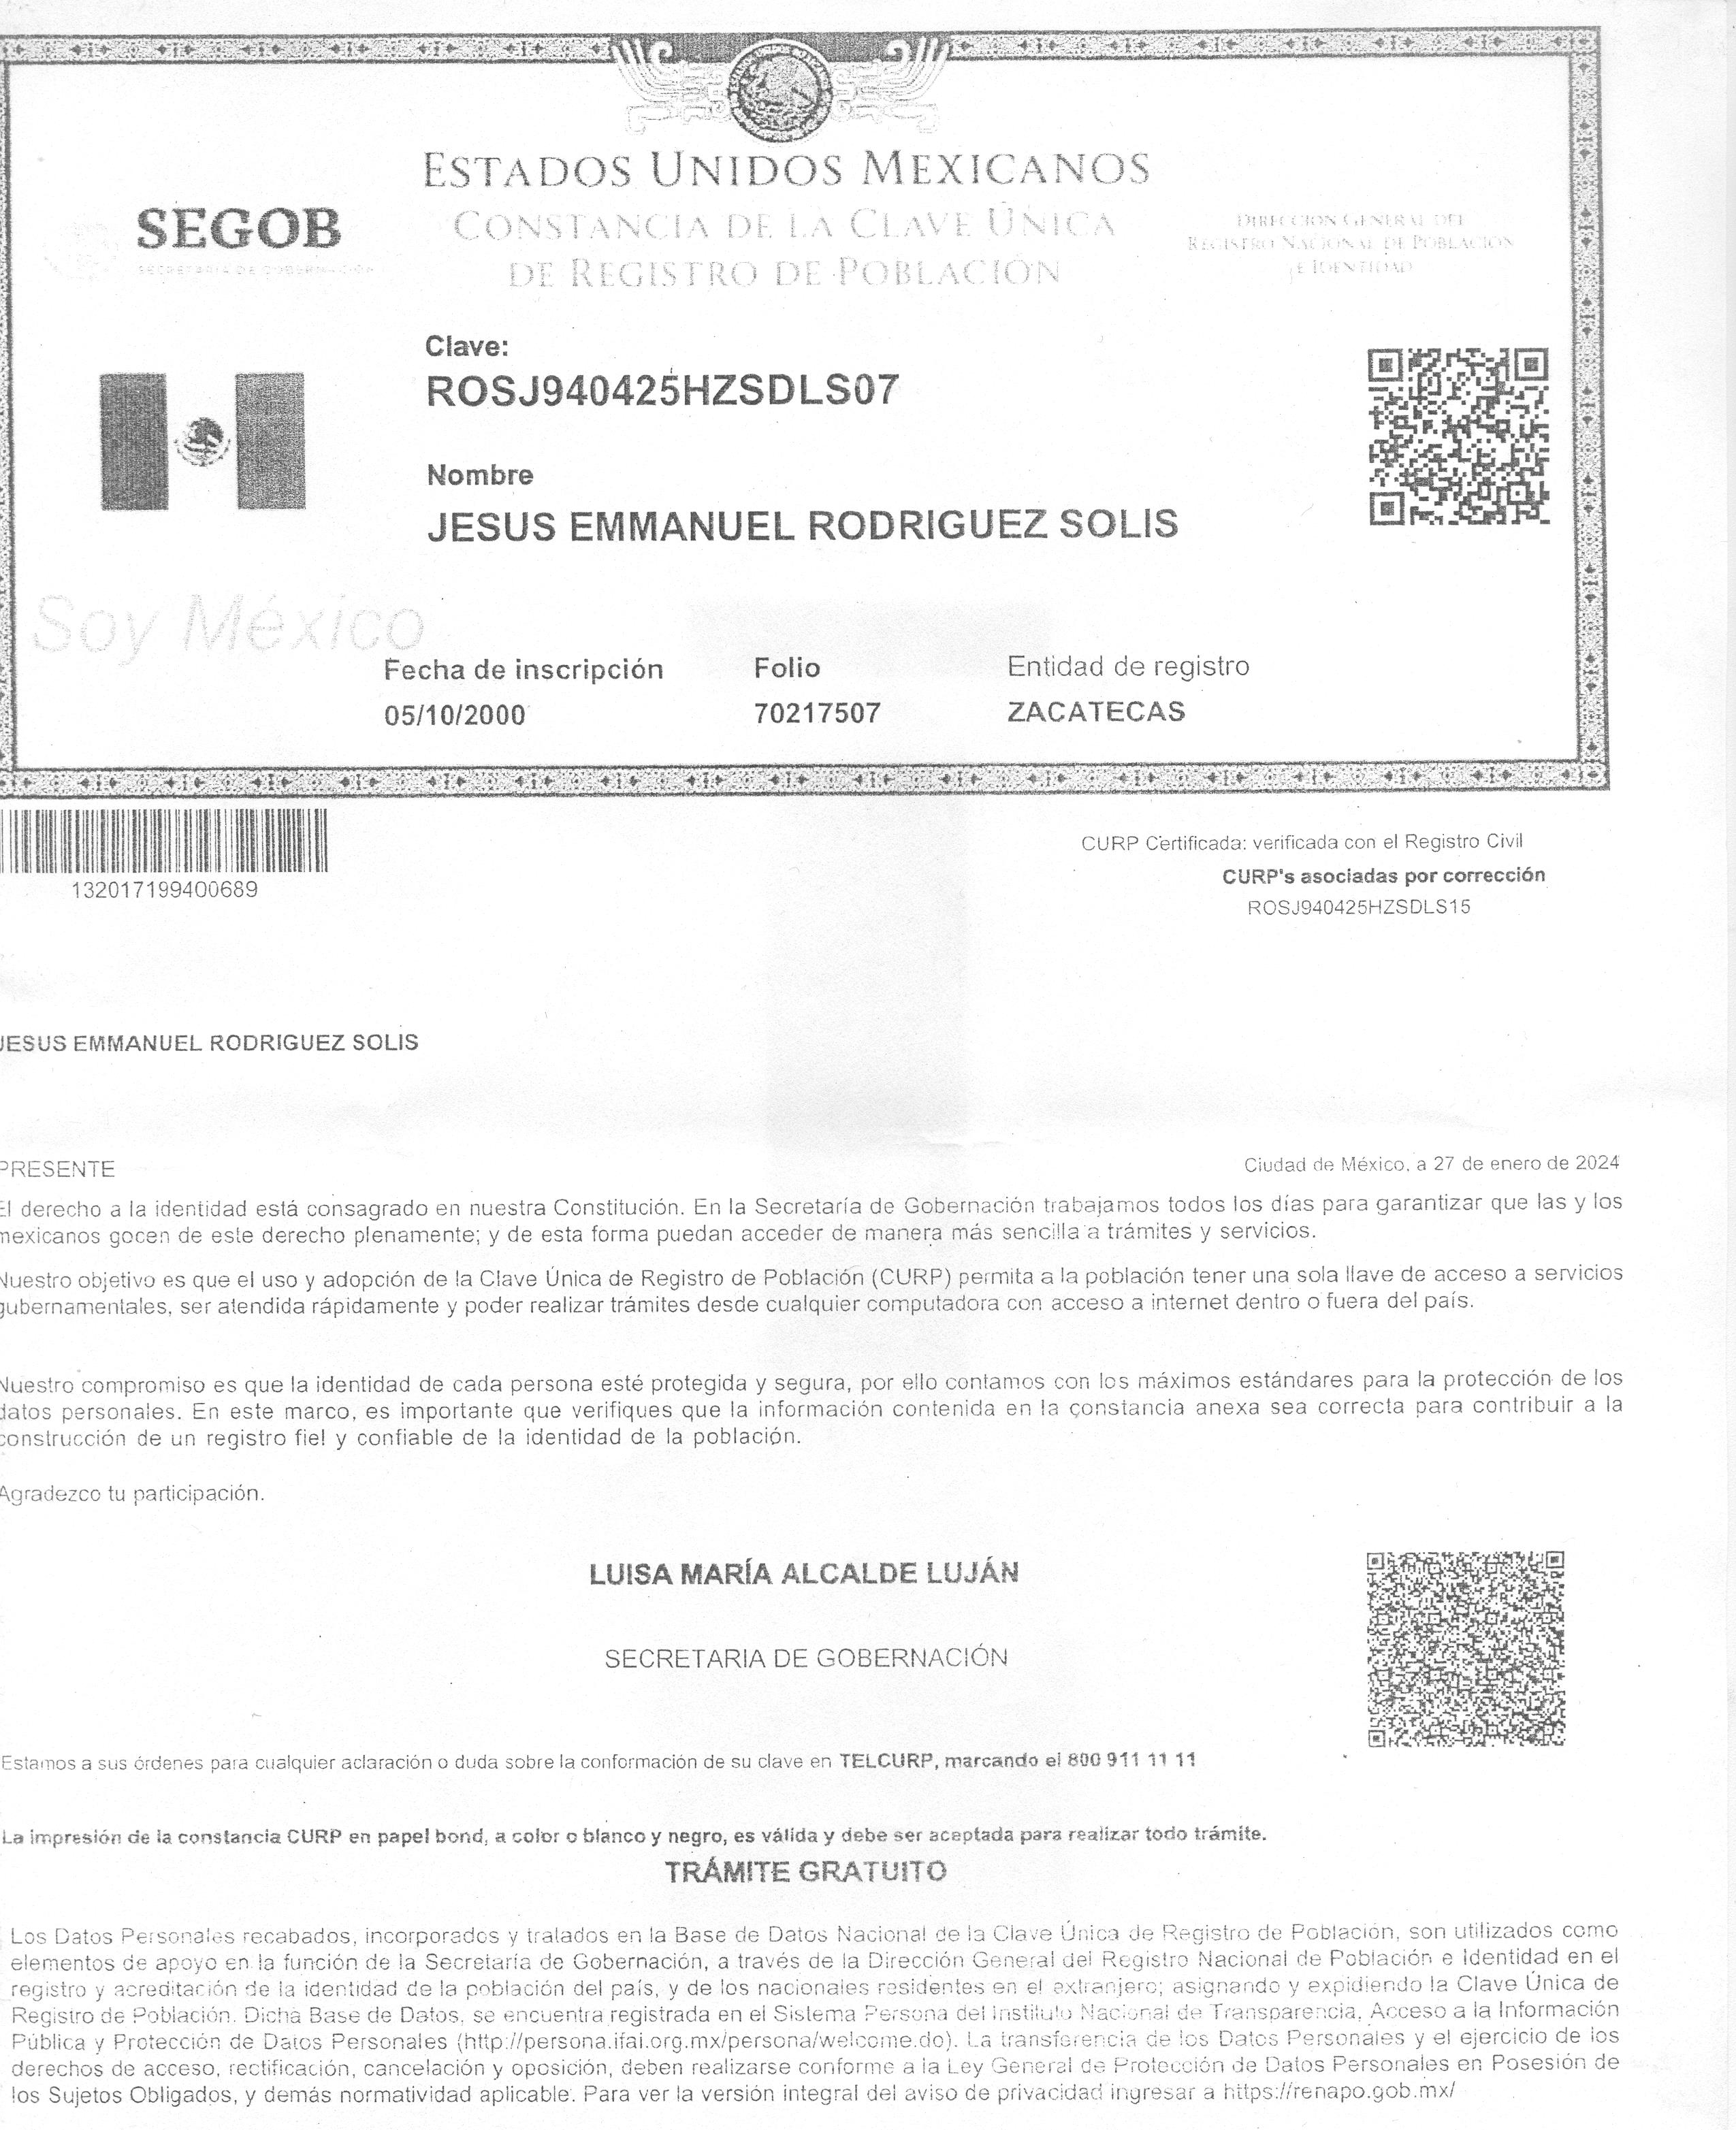 ESTADOS UNIDOS MEXICANOS
SEGOB
SECRETARÍA DE GOBERNACIÓN
CONSTANCIA DE LA CLAVE ÚNICA
DE REGISTRO DE POBLACIÓN
DIRECCIÓN GENERAL DEL
REGISTRO NACIONAL DE POBLACIÓN
E IDENTIDAD
Clave:
ROSJ940425HZSDLS07
Nombre
JESUS EMMANUEL RODRIGUEZ SOLIS
Soy México
Fecha de inscripción Folio Entidad de registro
05/10/2000 70217507 ZACATECAS
132017199400689
CURP Certificada: verificada con el Registro Civil
CURP's asociadas por corrección
ROSJ940425HZSDLS15
JESUS EMMANUEL RODRIGUEZ SOLIS
PRESENTE
Ciudad de México, a 27 de enero de 2024
El derecho a la identidad está consagrado en nuestra Constitución. En la Secretaría de Gobernación trabajamos todos los días para garantizar que las y los
mexicanos gocen de este derecho plenamente; y de esta forma puedan acceder de manera más sencilla a trámites y servicios.
Nuestro objetivo es que el uso y adopción de la Clave Única de Registro de Población (CURP) permita a la población tener una sola llave de acceso a servicios
gubernamentales, ser atendida rápidamente y poder realizar trámites desde cualquier computadora con acceso a internet dentro o fuera del país.
Nuestro compromiso es que la identidad de cada persona esté protegida y segura, por ello contamos con los máximos estándares para la protección de los
datos personales. En este marco, es importante que verifiques que la información contenida en la constancia anexa sea correcta para contribuir a la
construcción de un registro fiel y confiable de la identidad de la población.
Agradezco tu participación.
LUISA MARÍA ALCALDE LUJÁN
SECRETARIA DE GOBERNACIÓN
Estamos a sus órdenes para cualquier aclaración o duda sobre la conformación de su clave en TELCURP, marcando el 800 911 11 11
La impresión de la constancia CURP en papel bond, a color o blanco y negro, es válida y debe ser aceptada para realizar todo trámite.
TRÁMITE GRATUITO
Los Datos Personales recabados, incorporados y tratados en la Base de Datos Nacional de la Clave Única de Registro de Población, son utilizados como
elementos de apoyo en la función de la Secretaría de Gobernación, a través de la Dirección General del Registro Nacional de Población e Identidad en el
registro y acreditación de la identidad de la población del país, y de los nacionales residentes en el extranjero; asignando y expidiendo la Clave Única de
Registro de Población. Dicha Base de Datos, se encuentra registrada en el Sistema Persona del Instituto Nacional de Transparencia, Acceso a la Información
Pública y Protección de Datos Personales (http://persona.ifai.org.mx/persona/welcome.do). La transferencia de los Datos Personales y el ejercicio de los
derechos de acceso, rectificación, cancelación y oposición, deben realizarse conforme a la Ley General de Protección de Datos Personales en Posesión de
los Sujetos Obligados, y demás normatividad aplicable. Para ver la versión integral del aviso de privacidad ingresar a https://renapo.gob.mx/